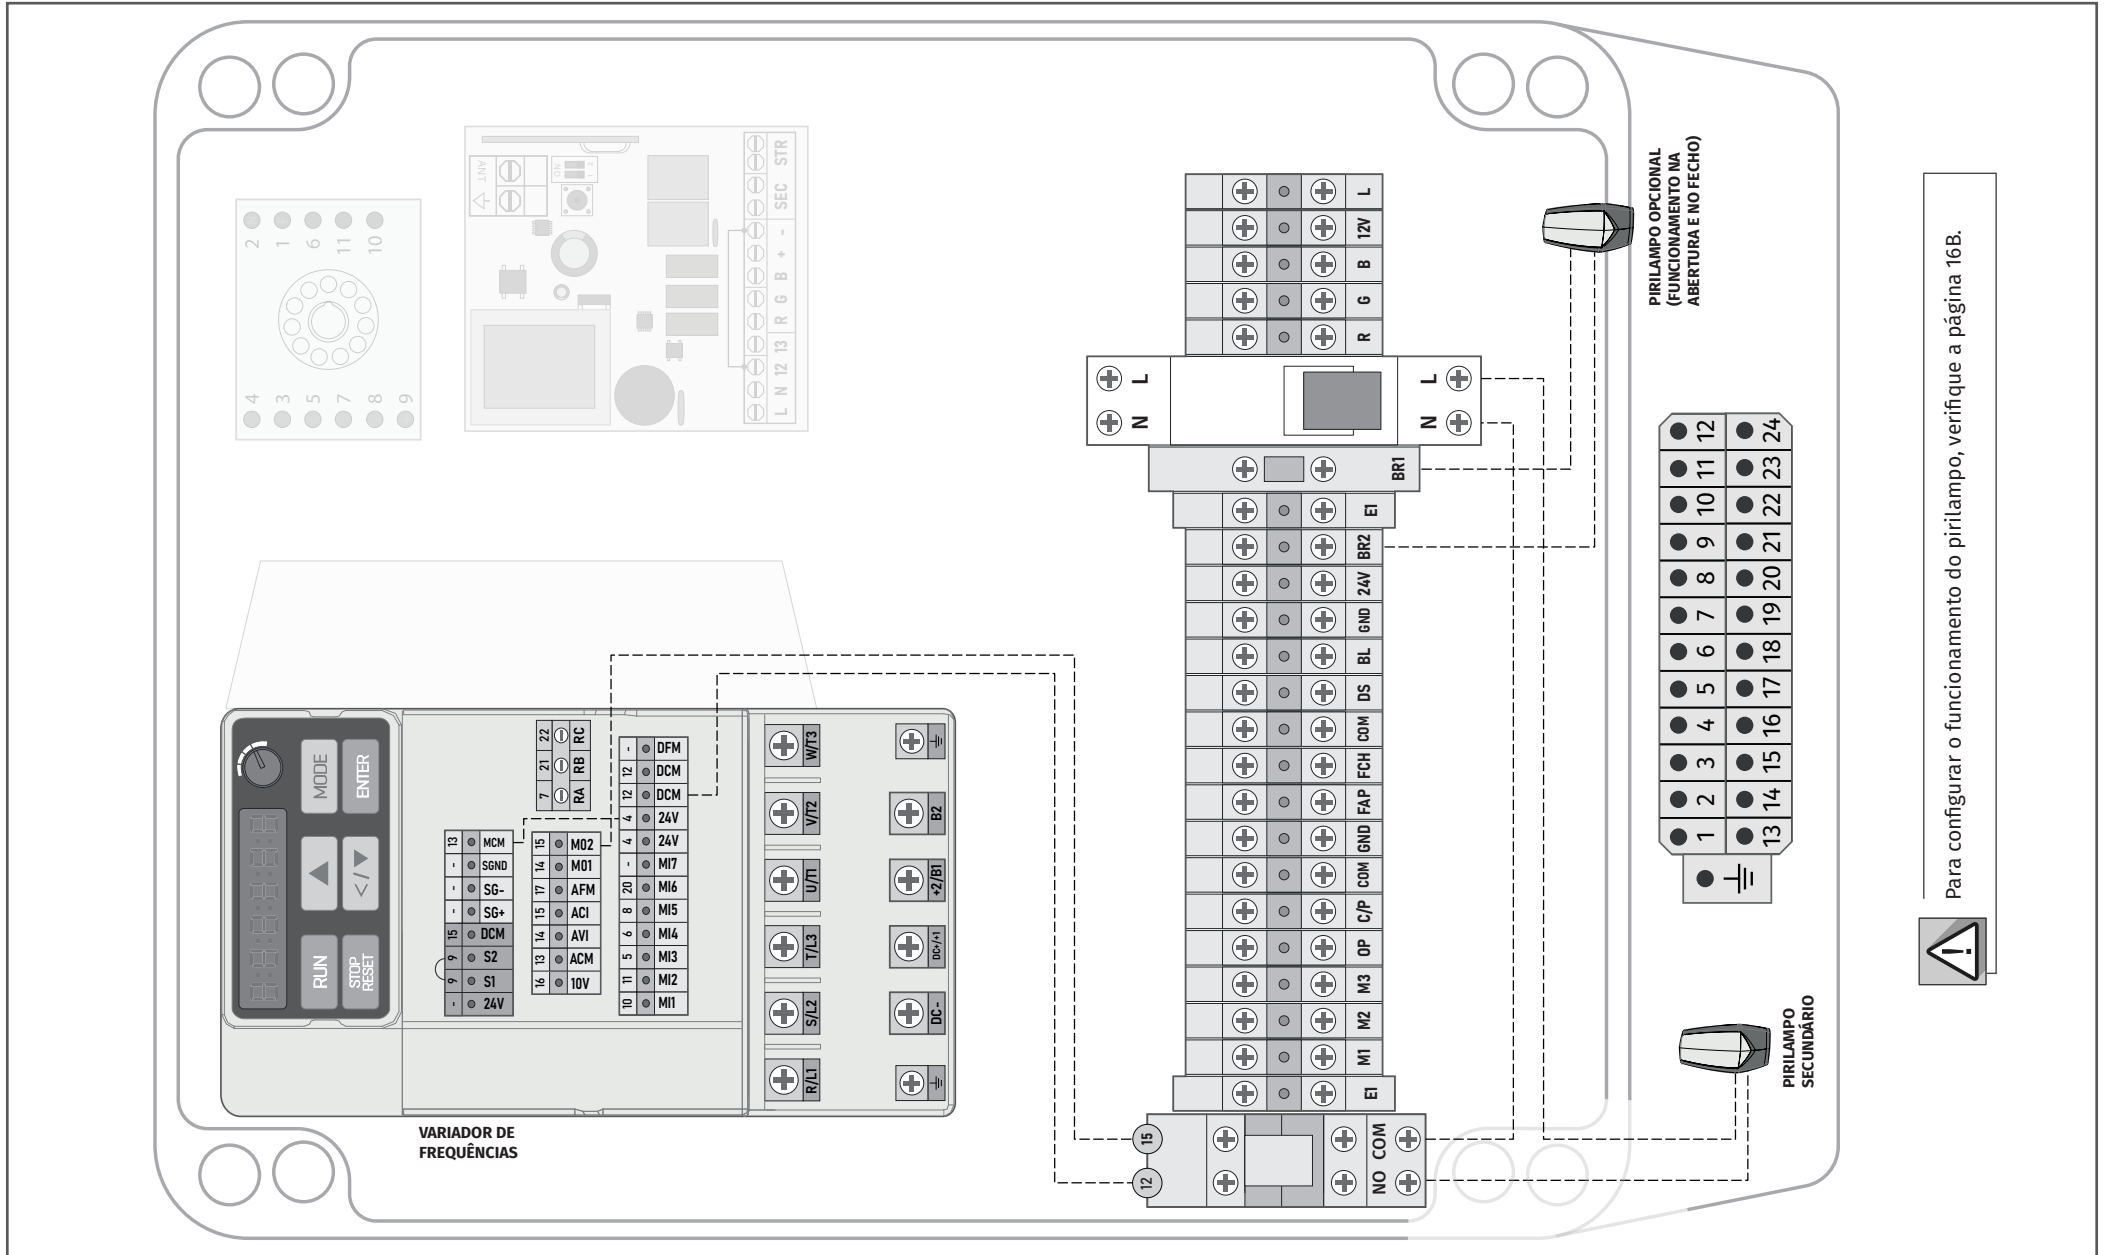 2 1 6 11 10
4 3 5 7 8 9
ANT
NO
1 2
L N 12 13 R G B + - SEC STR
L
12V
B
G
R
L L
N N
BR1
E1
BR2
24V
GND
BL
DS
COM
FCH
FAP
GND
COM
C/P
OP
M3
M2
M1
E1
15 COM
12 NO
PIRILAMPO OPCIONAL
(FUNCIONAMENTO NA
ABERTURA E NO FECHO)
1 2 3 4 5 6 7 8 9 10 11 12
13 14 15 16 17 18 19 20 21 22 23 24
PIRILAMPO
SECUNDÁRIO
Para configurar o funcionamento do pirilampo, verifique a página 16B.
!
RUN
STOP
RESET
</▼
MODE
ENTER
13 MCM
- SGND
- SG-
- SG+
15 DCM
9 S2
9 S1
- 24V
22 RC
21 RB
7 RA
15 MO2
14 MO1
17 AFM
15 ACI
14 AVI
13 ACM
16 10V
- DFM
12 DCM
12 DCM
4 24V
4 24V
- MI7
20 MI6
8 MI5
6 MI4
5 MI3
11 MI2
10 MI1
W/T3
V/T2
U/T1
T/L3
S/L2
R/L1
B2
+2/B1
DC+/+1
DC -
VARIADOR DE
FREQUÊNCIAS